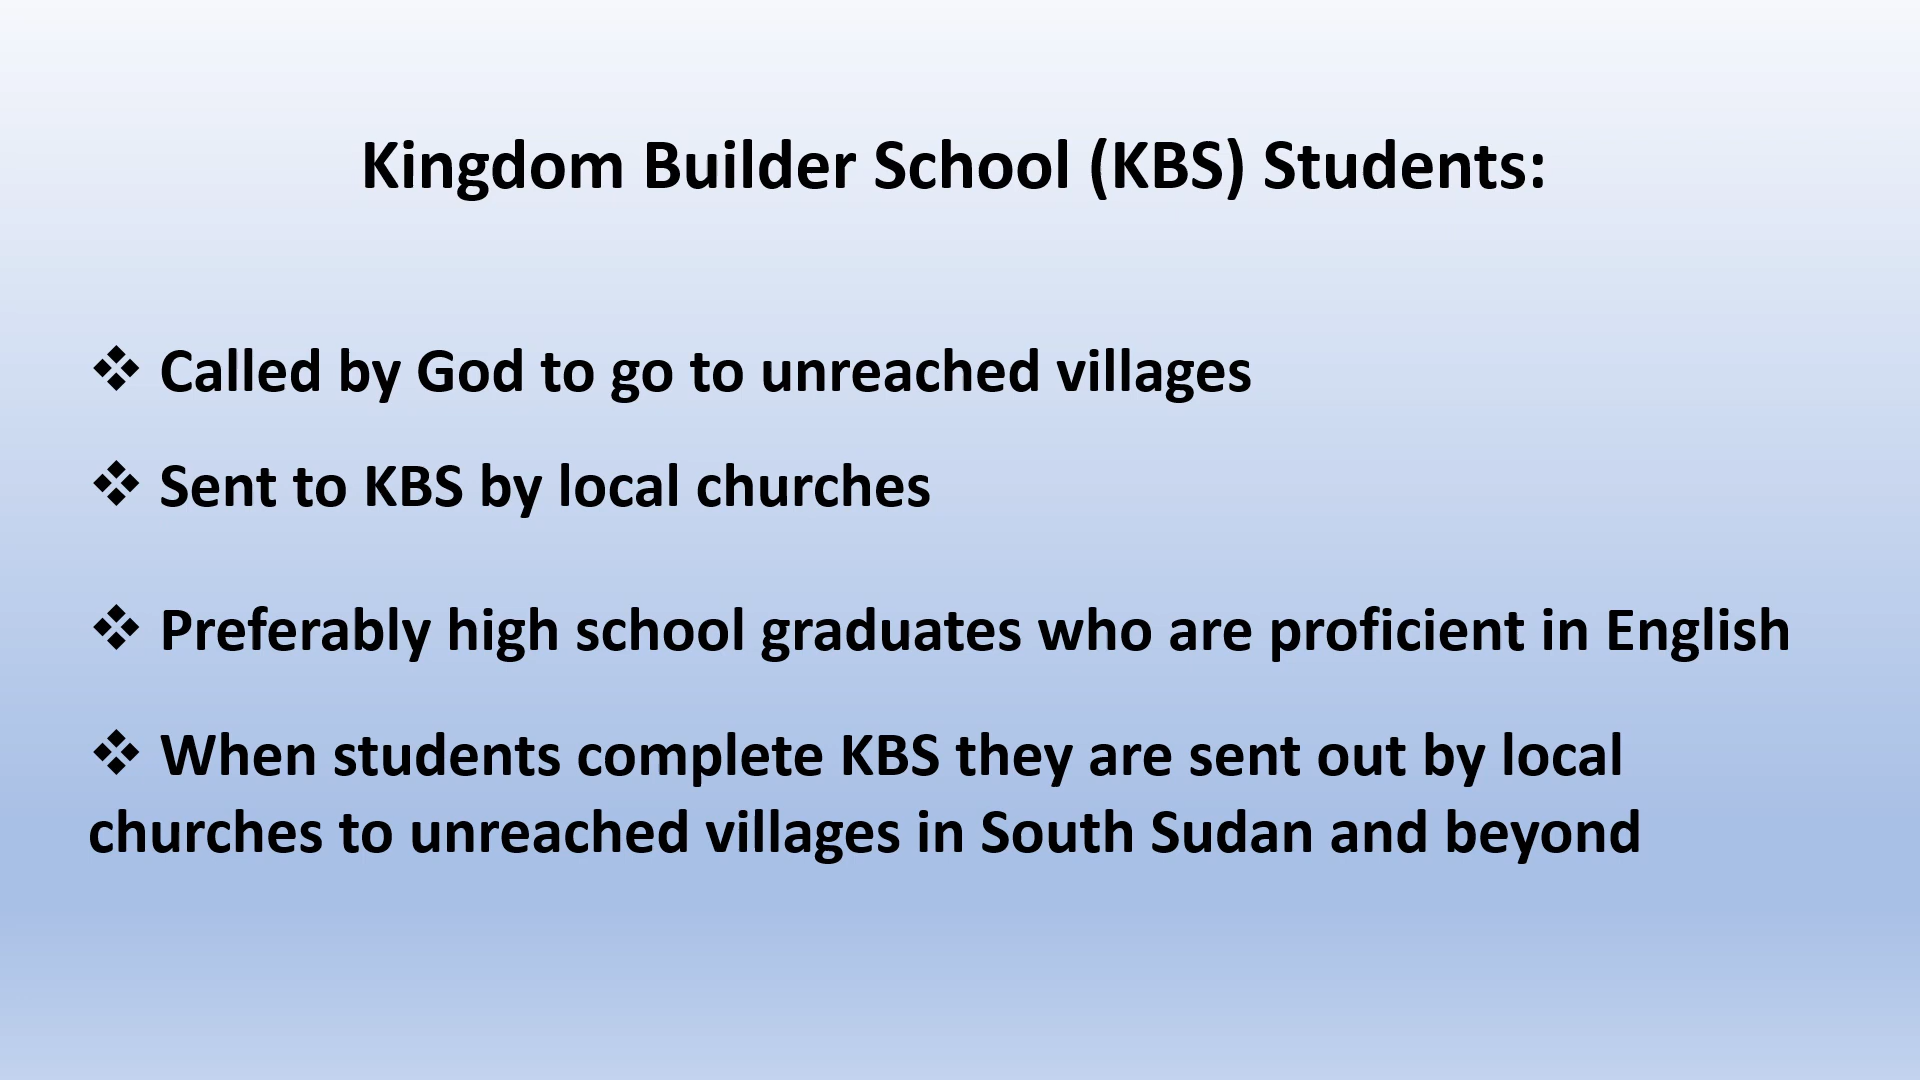 Kingdom Builder School (KBS) Students:
❖ Called by God to go to unreached villages
❖ Sent to KBS by local churches
❖ Preferably high school graduates who are proficient in English
❖ When students complete KBS they are sent out by local
churches to unreached villages in South Sudan and beyond